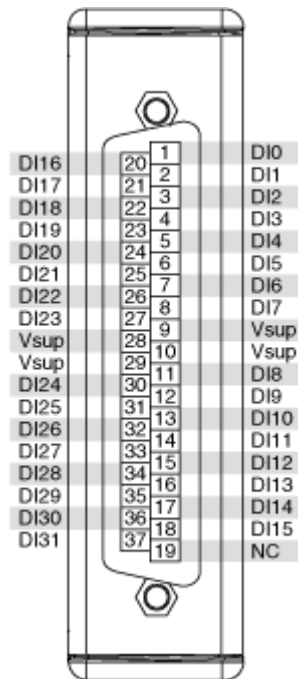 1 DI0
DI16 20
2 DI1
DI17 21
3 DI2
DI18 22
4 DI3
DI19 23
5 DI4
DI20 24
6 DI5
DI21 25
7 DI6
DI22 26
8 DI7
DI23 27
9 Vsup
Vsup 28
10 Vsup
Vsup 29
11 DI8
DI24 30
12 DI9
DI25 31
13 DI10
DI26 32
14 DI11
DI27 33
15 DI12
DI28 34
16 DI13
DI29 35
17 DI14
DI30 36
18 DI15
DI31 37
19 NC